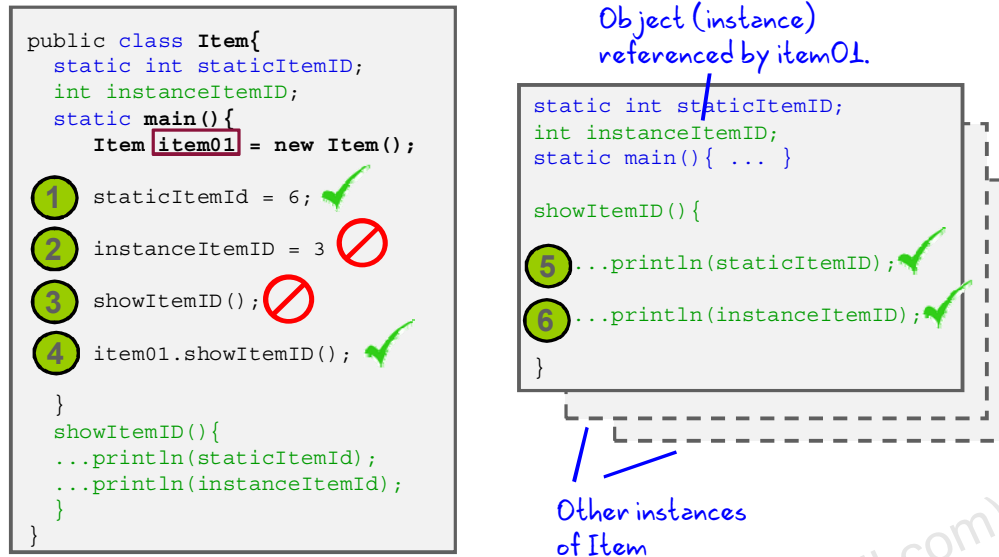 public class Item{
static int staticItemID;
int instanceItemID;
static main(){
Item item01 = new Item();
1 staticItemId = 6;
2 instanceItemID = 3
3 showItemID();
4 item01.showItemID();
}
showItemID(){
...println(staticItemId);
...println(instanceItemId);
}
}
Object (instance)
referenced by item01.
static int staticItemID;
int instanceItemID;
static main(){ ... }
showItemID(){
5 ...println(staticItemID);
6 ...println(instanceItemID);
}
Other instances
of Item